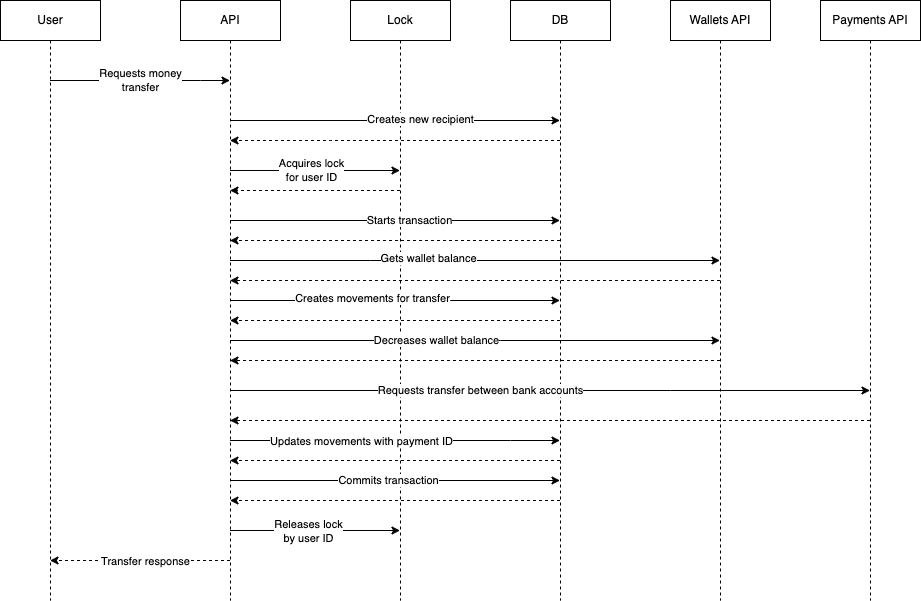 User
API
Lock
DB
Wallets API
Payments API
Requests money
transfer
Creates new recipient
Acquires lock
for user ID
Starts transaction
Gets wallet balance
Creates movements for transfer
Decreases wallet balance
Requests transfer between bank accounts
Updates movements with payment ID
Commits transaction
Releases lock
by user ID
Transfer response